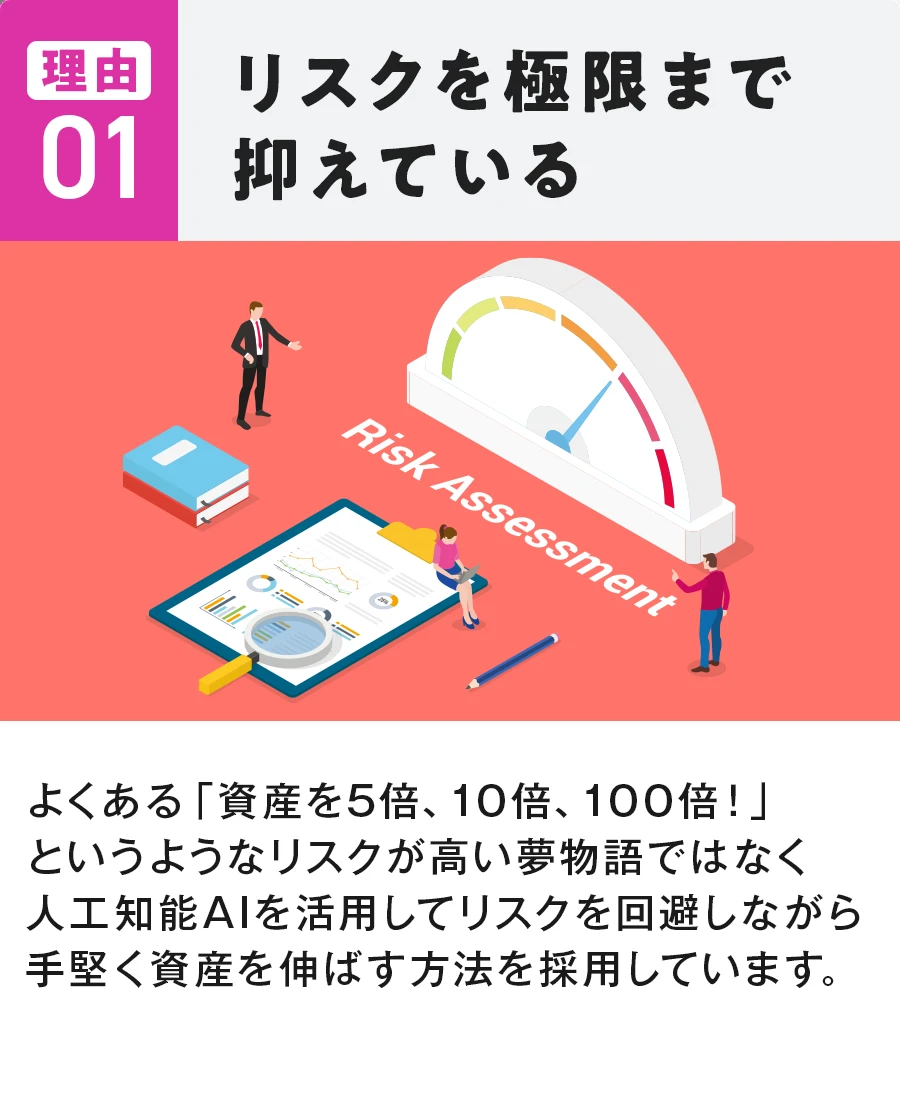 理由
01
リスクを極限まで
抑えている
Risk Assessment
25%
よくある「資産を5倍、10倍、100倍！」
というようなリスクが高い夢物語ではなく
人工知能AIを活用してリスクを回避しながら
手堅く資産を伸ばす方法を採用しています。